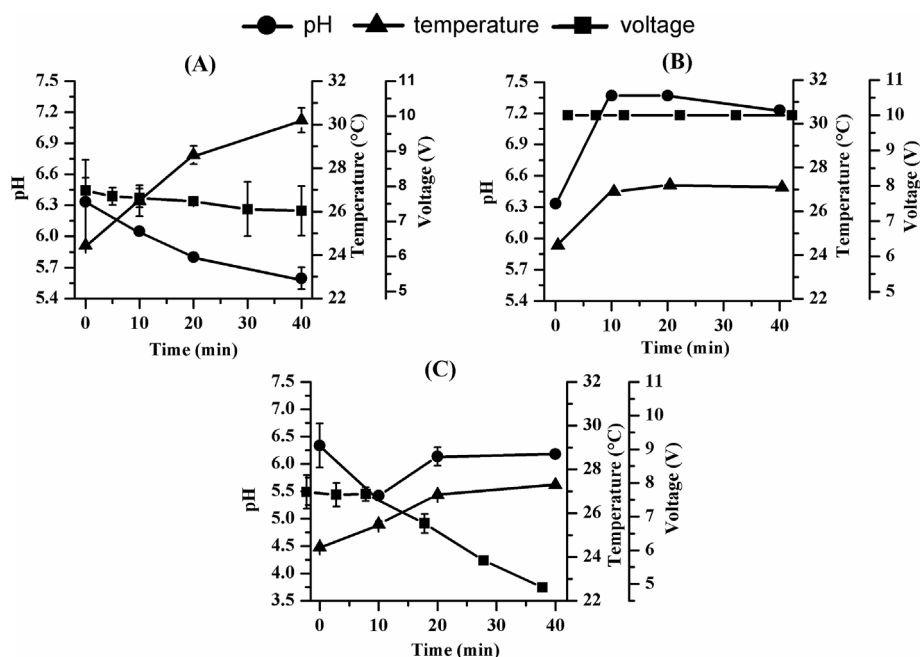 pH temperature voltage
(A)
7.5 32 11
7.2
6.9 30 10
6.6 28 9
6.3 8
6.0 26 7
5.7 24 6
5.4 22 5
0 10 20 30 40
pH
Time (min)
Temperature (°C)
Voltage (V)
(B)
7.5 32 11
7.2
6.9 30 10
6.6 28 9
6.3 8
6.0 26 7
5.7 24 6
5.4 22 5
0 10 20 30 40
pH
Time (min)
Temperature (°C)
Voltage (V)
(C)
7.5 32 11
7.0 10
6.5 30 9
6.0 28
5.5 8
5.0 26 7
4.5 24 6
4.0 5
3.5 22
0 10 20 30 40
pH
Time (min)
Temperature (°C)
Voltage (V)